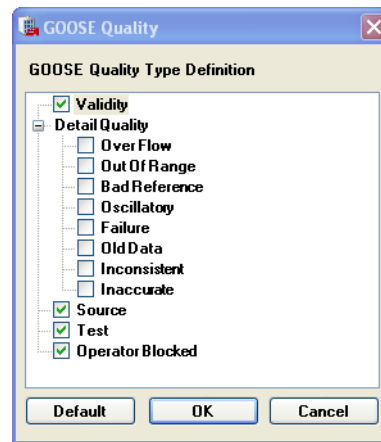 GOOSE Quality
GOOSE Quality Type Definition
Validity
Detail Quality
Over Flow
Out Of Range
Bad Reference
Oscillatory
Failure
Old Data
Inconsistent
Inaccurate
Source
Test
Operator Blocked
Default OK Cancel